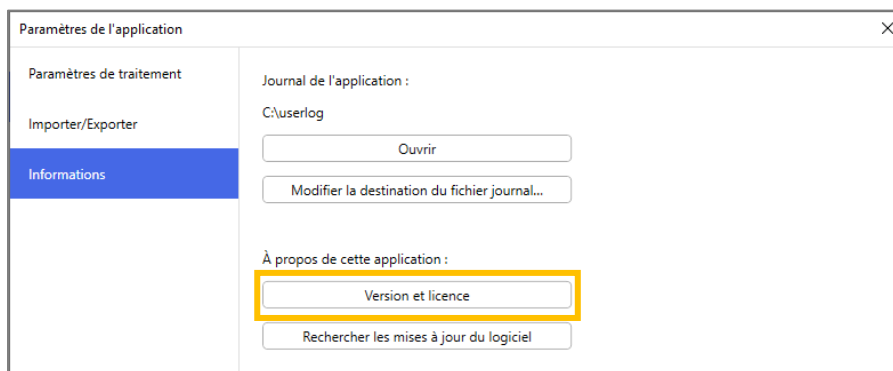 Paramètres de l'application
Paramètres de traitement
Importer/Exporter
Informations
Journal de l'application :
C:\userlog
Ouvrir
Modifier la destination du fichier journal...
À propos de cette application :
Version et licence
Rechercher les mises à jour du logiciel